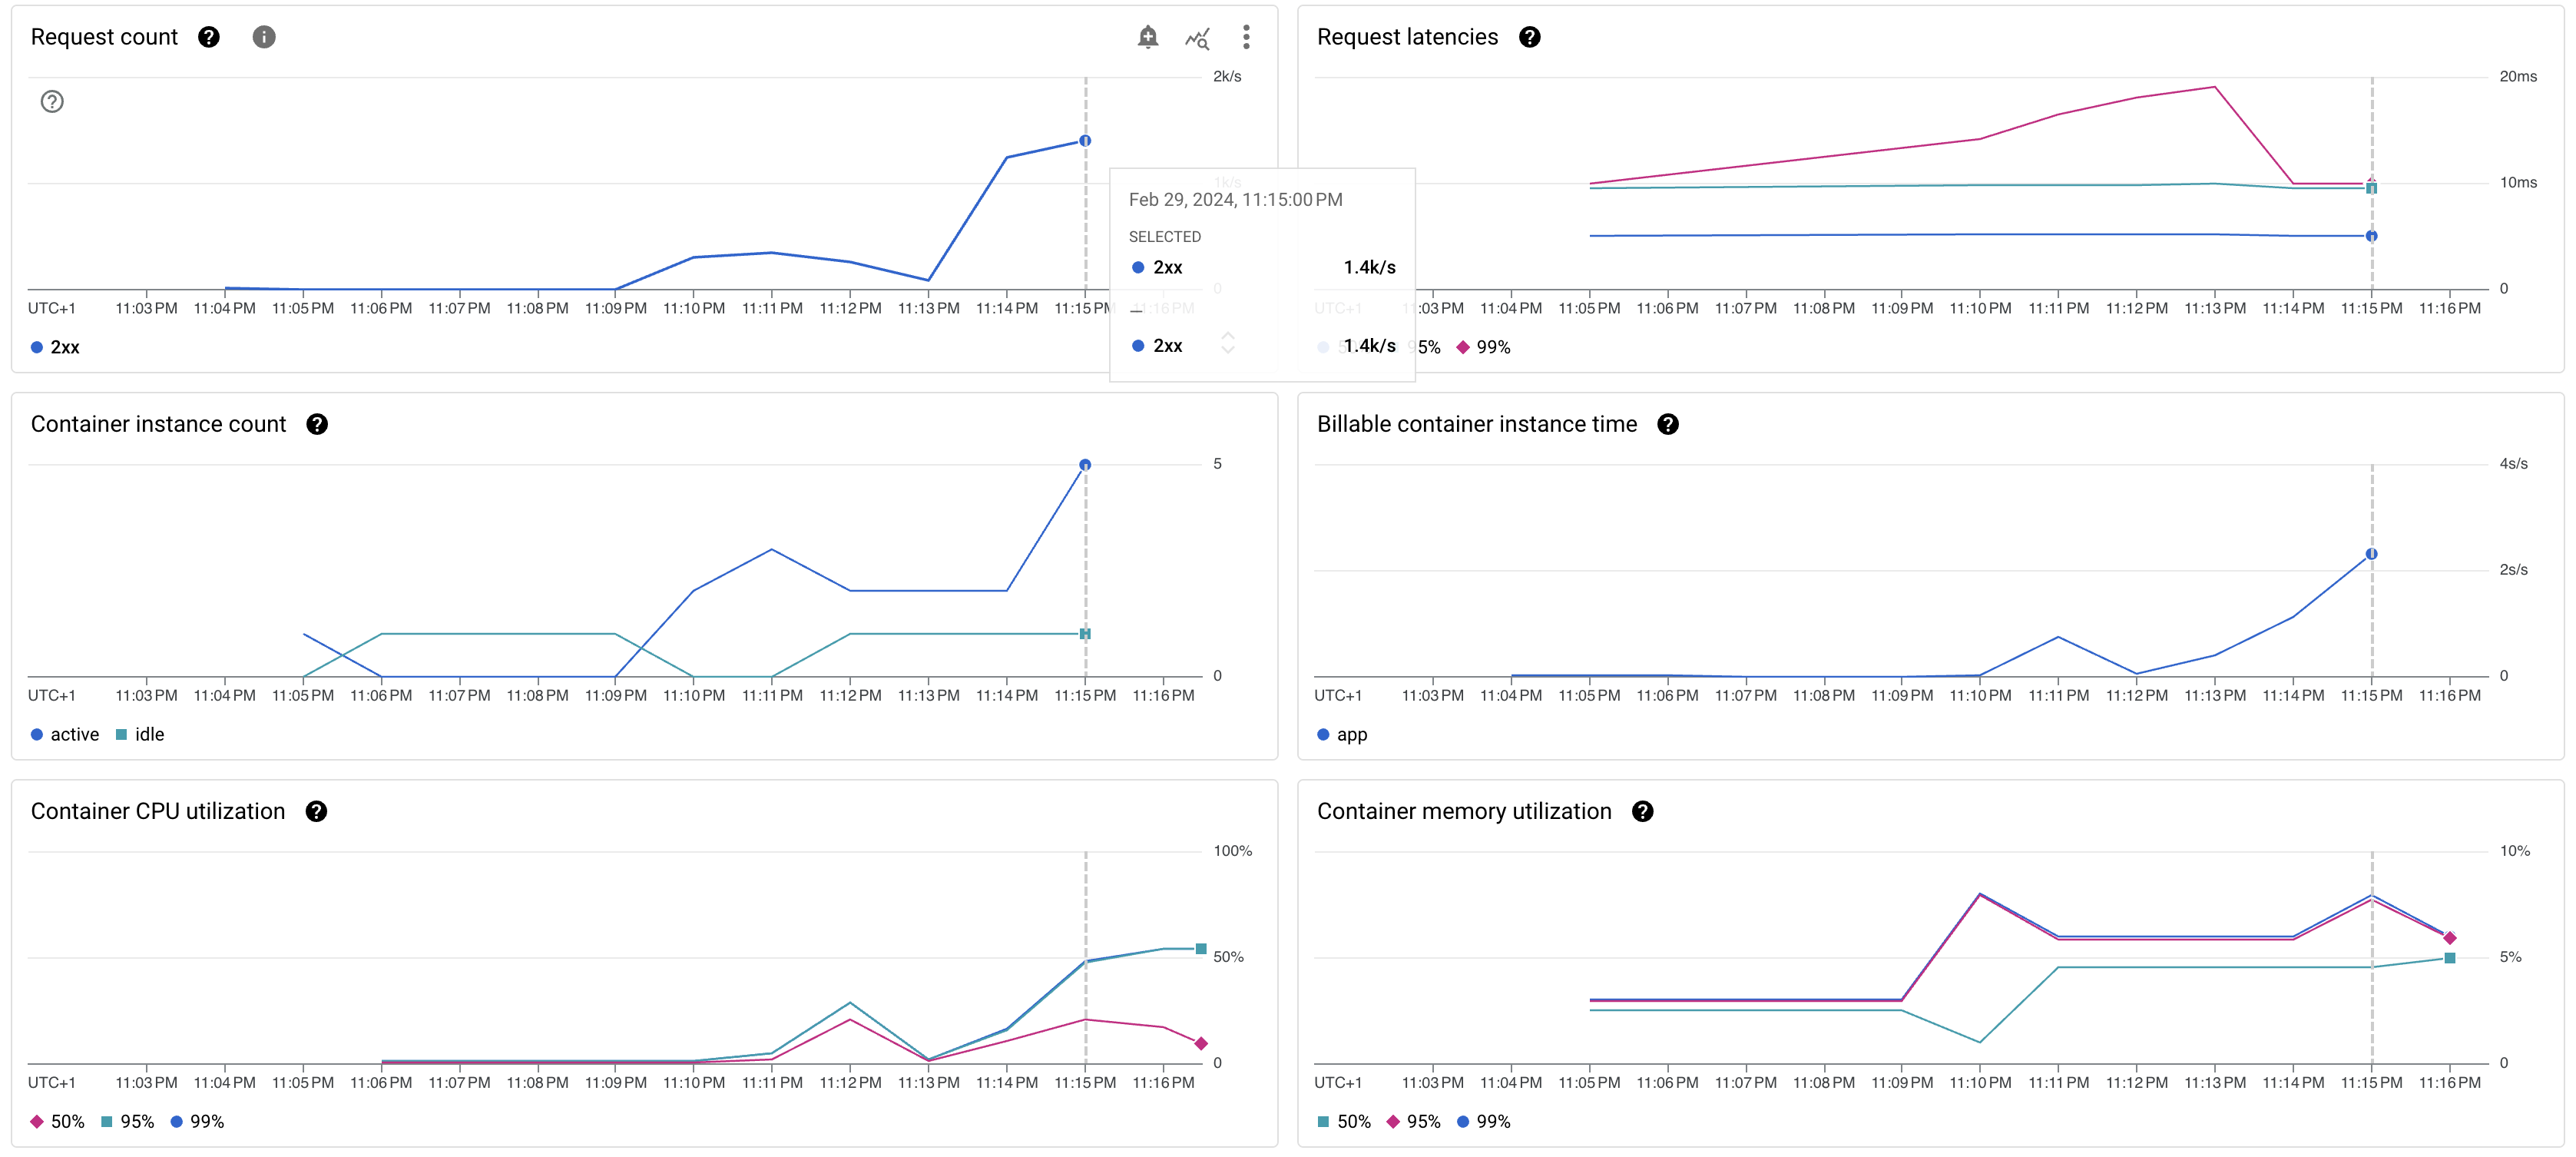 Request count
2k/s
1k/s
0
UTC+1 11:03 PM 11:04 PM 11:05 PM 11:06 PM 11:07 PM 11:08 PM 11:09 PM 11:10 PM 11:11 PM 11:12 PM 11:13 PM 11:14 PM 11:15 PM 11:16 PM
2xx
Feb 29, 2024, 11:15:00 PM
SELECTED
2xx 1.4k/s
2xx 1.4k/s
Request latencies
20ms
10ms
0
UTC+1 11:03 PM 11:04 PM 11:05 PM 11:06 PM 11:07 PM 11:08 PM 11:09 PM 11:10 PM 11:11 PM 11:12 PM 11:13 PM 11:14 PM 11:15 PM 11:16 PM
95% 99%
Container instance count
5
0
UTC+1 11:03 PM 11:04 PM 11:05 PM 11:06 PM 11:07 PM 11:08 PM 11:09 PM 11:10 PM 11:11 PM 11:12 PM 11:13 PM 11:14 PM 11:15 PM 11:16 PM
active idle
Billable container instance time
4s/s
2s/s
0
UTC+1 11:03 PM 11:04 PM 11:05 PM 11:06 PM 11:07 PM 11:08 PM 11:09 PM 11:10 PM 11:11 PM 11:12 PM 11:13 PM 11:14 PM 11:15 PM 11:16 PM
app
Container CPU utilization
100%
50%
0
UTC+1 11:03 PM 11:04 PM 11:05 PM 11:06 PM 11:07 PM 11:08 PM 11:09 PM 11:10 PM 11:11 PM 11:12 PM 11:13 PM 11:14 PM 11:15 PM 11:16 PM
50% 95% 99%
Container memory utilization
10%
5%
0
UTC+1 11:03 PM 11:04 PM 11:05 PM 11:06 PM 11:07 PM 11:08 PM 11:09 PM 11:10 PM 11:11 PM 11:12 PM 11:13 PM 11:14 PM 11:15 PM 11:16 PM
50% 95% 99%